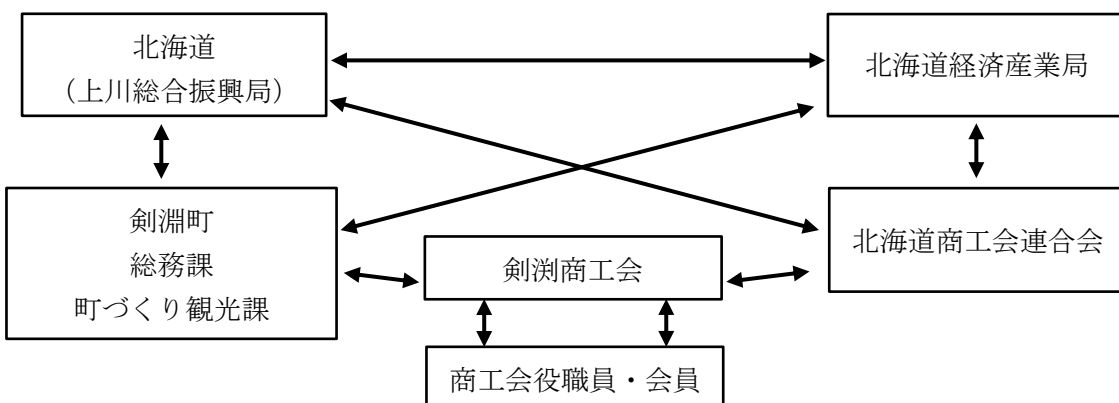 北海道
（上川総合振興局）
北海道経済産業局
剣淵町
総務課
町づくり観光課
北海道商工会連合会
剣渕商工会
商工会役職員・会員